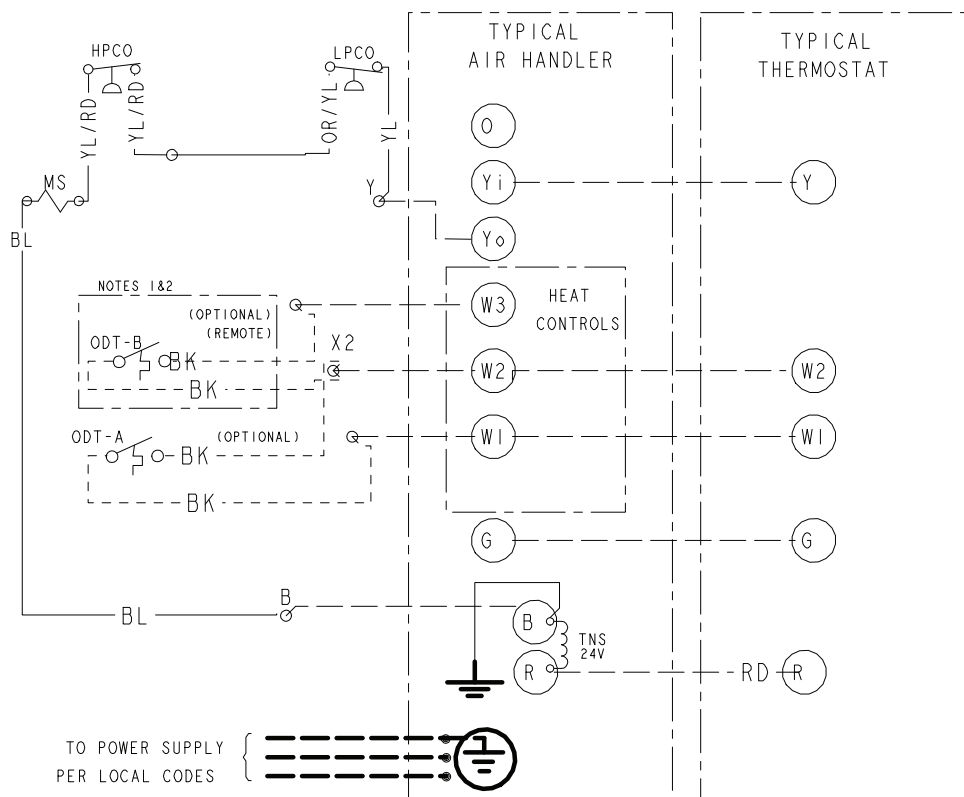 TYPICAL
AIR HANDLER
TYPICAL
THERMOSTAT
HPCO
LPCO
YL/RD
YL/RD
OR/YL
YL
O
MS
Y
Yi
Y
BL
Yo
NOTES 1&2
(OPTIONAL)
(REMOTE)
W3
HEAT
CONTROLS
ODT-B
BK
X2
BK
W2
W2
ODT-A
(OPTIONAL)
BK
W1
W1
BK
G
G
B
BL
B
TNS
24V
R
RD
R
TO POWER SUPPLY
PER LOCAL CODES